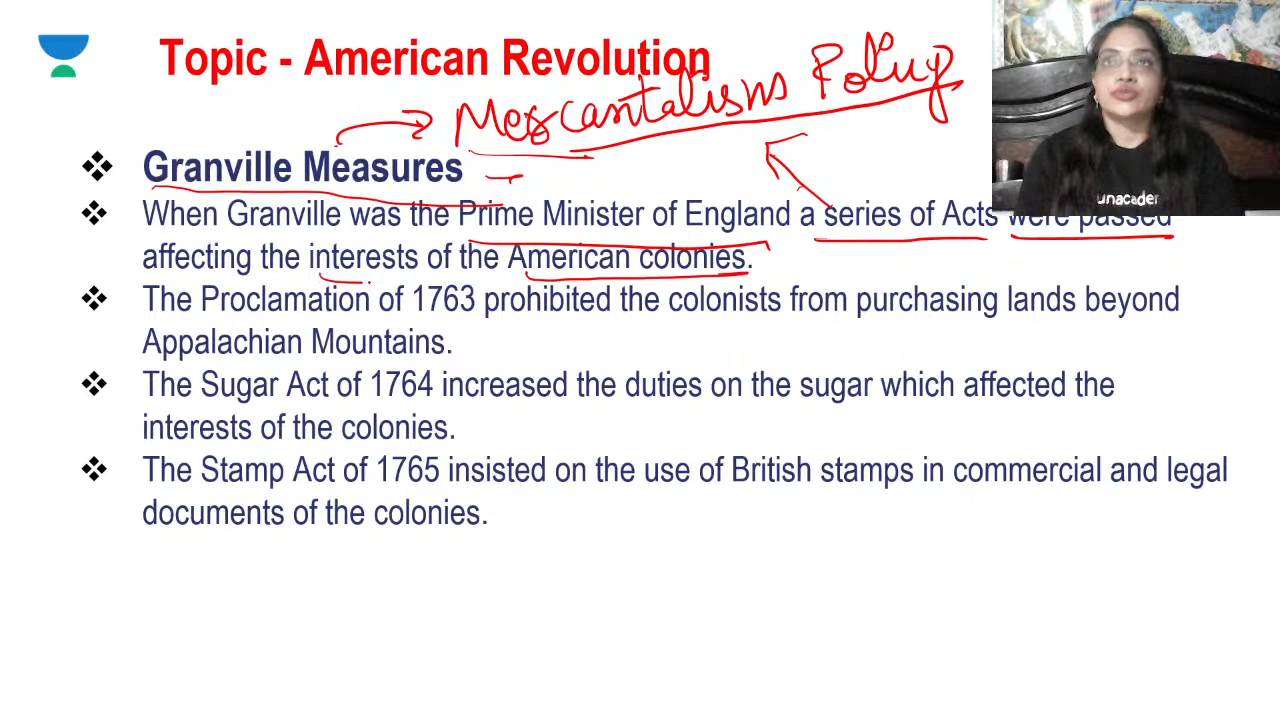 Topic - American Revolution
Mercantalisms Policy
❖ Granville Measures
❖ When Granville was the Prime Minister of England a series of Acts were passed
affecting the interests of the American colonies.
❖ The Proclamation of 1763 prohibited the colonists from purchasing lands beyond
Appalachian Mountains.
❖ The Sugar Act of 1764 increased the duties on the sugar which affected the
interests of the colonies.
❖ The Stamp Act of 1765 insisted on the use of British stamps in commercial and legal
documents of the colonies.
unacademy